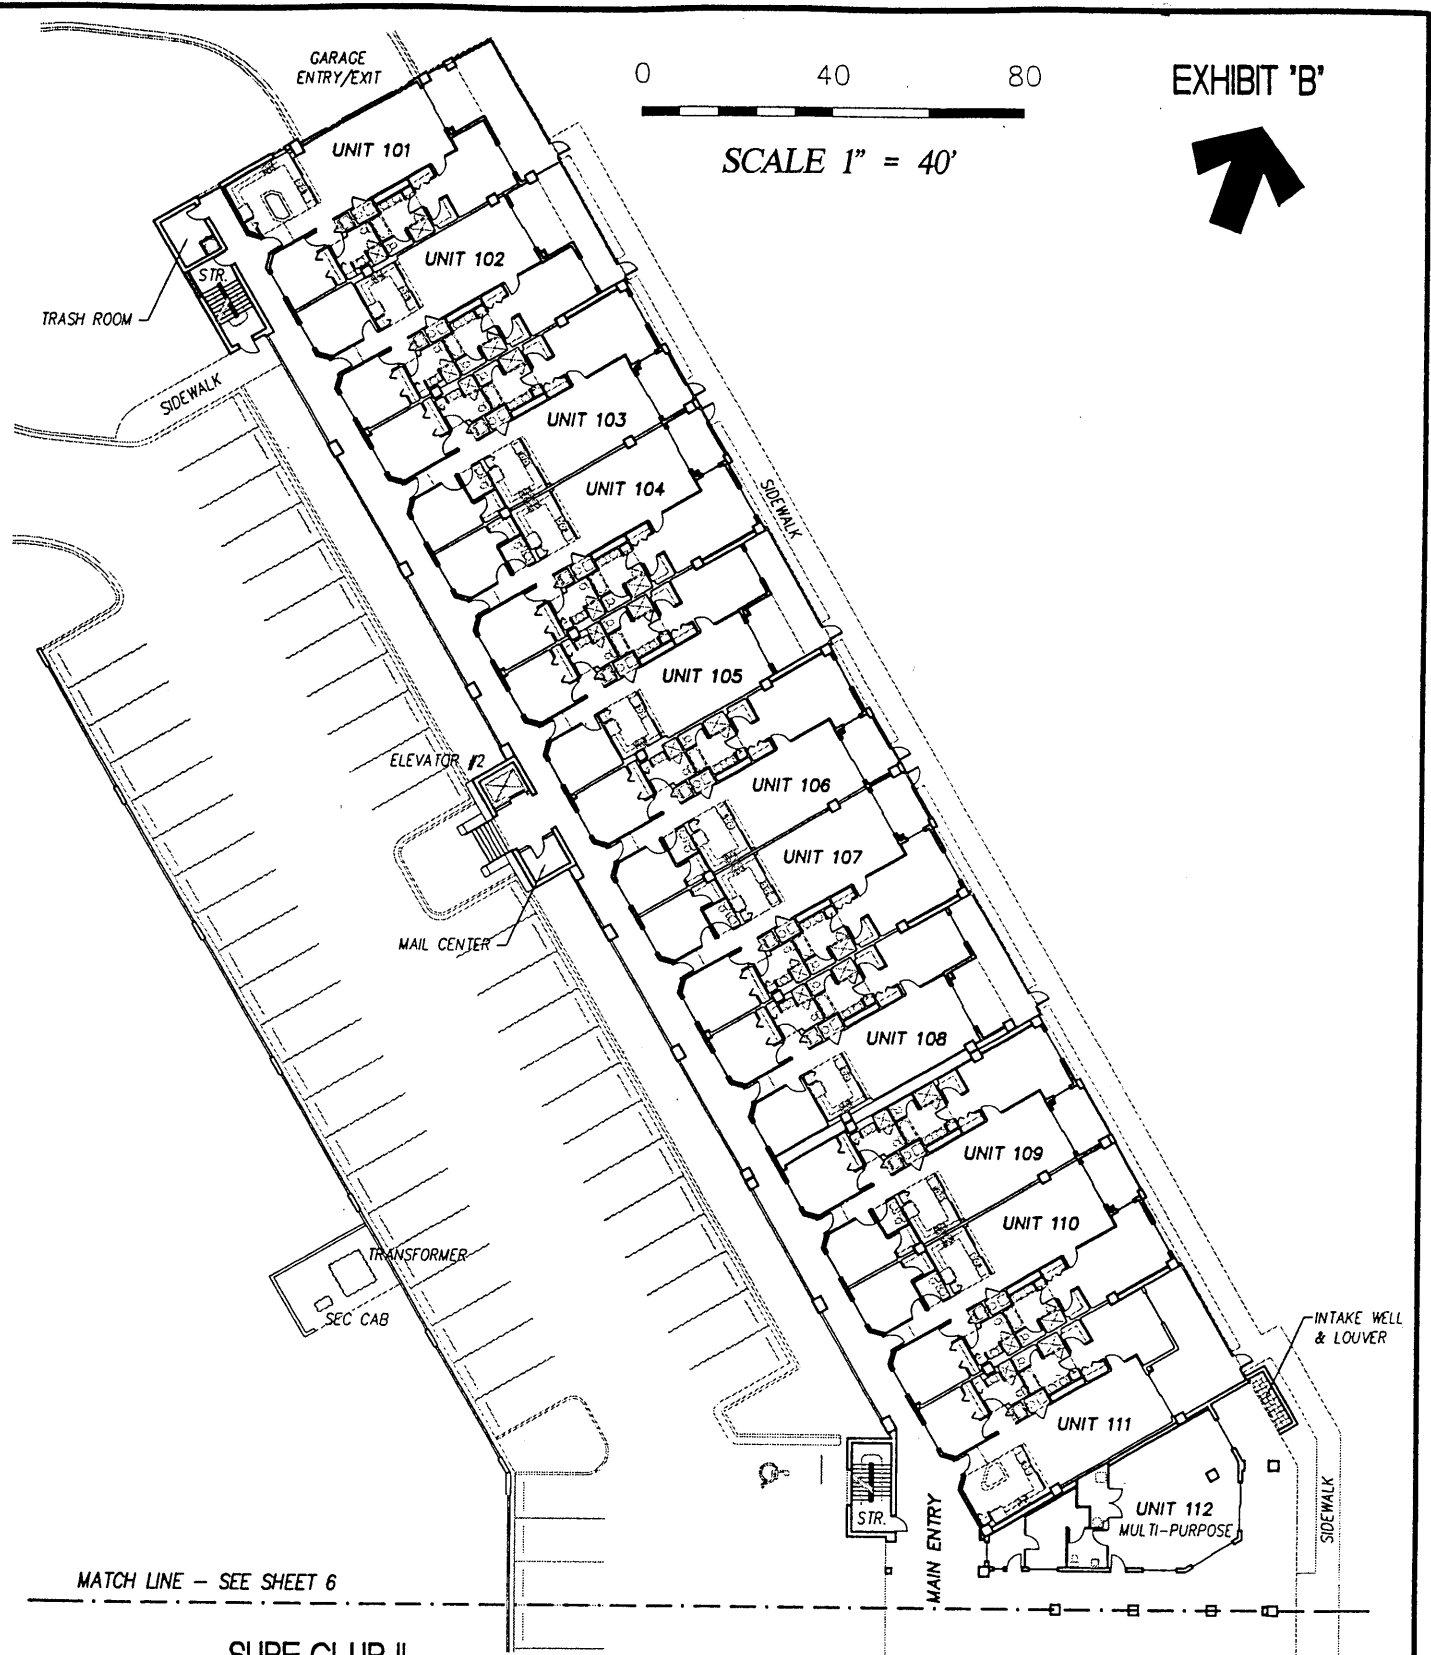 GARAGE
ENTRY/EXIT
0 40 80
SCALE 1" = 40'
EXHIBIT 'B'
UNIT 101
UNIT 102
STR.
TRASH ROOM
SIDEWALK
UNIT 103
UNIT 104
SIDEWALK
UNIT 105
ELEVATOR #2
UNIT 106
UNIT 107
MAIL CENTER
UNIT 108
UNIT 109
UNIT 110
TRANSFORMER
SEC CAB
INTAKE WELL
& LOUVER
UNIT 111
STR.
MAIN ENTRY
UNIT 112
MULTI-PURPOSE
SIDEWALK
MATCH LINE - SEE SHEET 6
SURF CLUB II